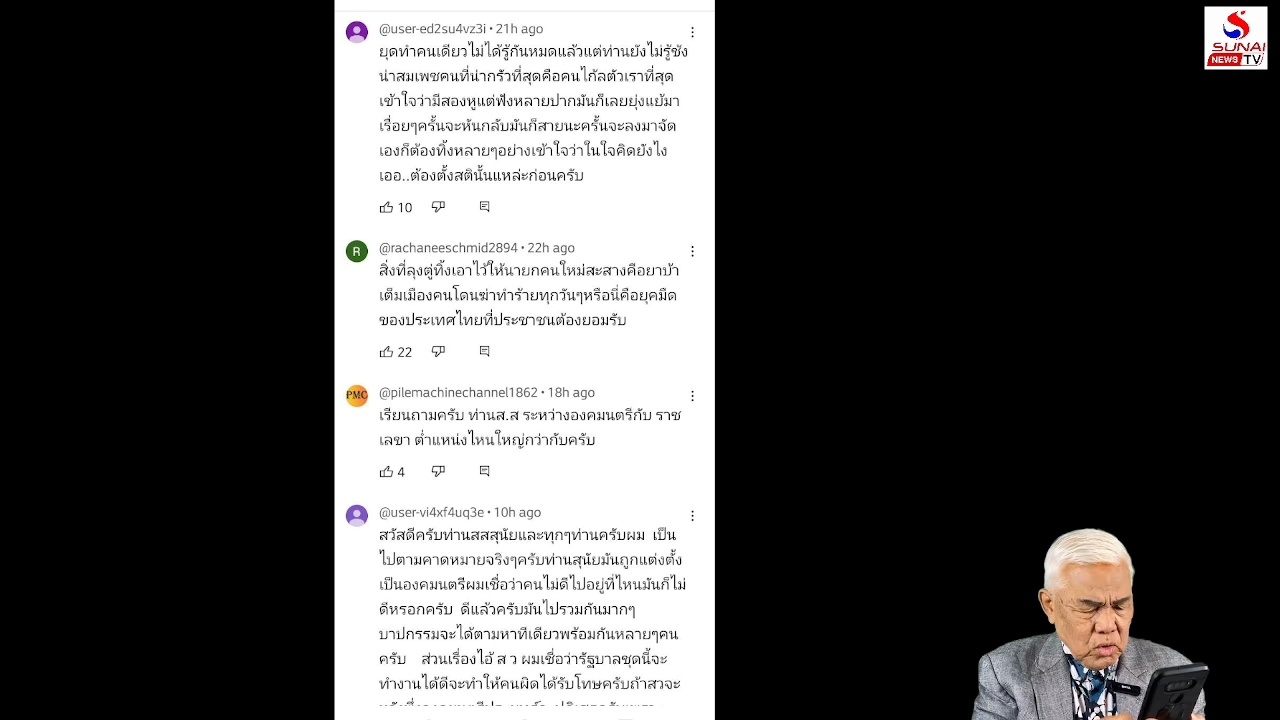 @user-ed2su4vz3i • 21h ago
ยุดทำคนเดียวไม่ได้รู้กันหมดแล้วแต่ท่านยังไม่รู้ซัง
น่าสมเพชคนที่น่ากรัวที่สุดคือคนไก้ลตัวเราที่สุด
เข้าใจว่ามีสองหูแต่ฟังหลายปากมันก็เลยยุ่งแย้มา
เรื่อยๆครั้นจะห้นกลับมันก็สายนะครั้นจะลงมาจัด
เองก็ต้องทิ้งหลายๆอย่างเข้าใจว่าในใจคิดยังไง
เออ..ต้องตั้งสตินั้นแหล่ะก่อนครับ
10
@rachaneeschmid2894 • 22h ago
สิ่งที่ลุงตู่ทิ้งเอาไว้ให้นายกคนใหม่สะสางคือยาบ้า
เต็มเมืองคนโดนฆ่าทำร้ายทุกวันๆหรือนี่คือยุคมืด
ของประเทศไทยที่ประชาชนต้องยอมรับ
22
@pilemachinechannel1862 • 18h ago
เรียนถามครับ ท่านส.ส ระหว่างองคมนตรีกับ ราช
เลขา ตำแหน่งไหนใหญ่กว่ากับครับ
4
@user-vi4xf4uq3e • 10h ago
สวัสดีครับท่านสสสุนัยและทุกๆท่านครับผม เป็น
ไปตามคาดหมายจริงๆครับท่านสุนัยมันถูกแต่งตั้ง
เป็นองคมนตรีผมเชื่อว่าคนไม่ดีไปอยู่ที่ไหนมันกิไม่
ดีหรอกครับ ดีแล้วครับมันไปรวมกันมากๆ
บาปกรรมจะได้ตามหาทีเดียวพร้อมกันหลายๆคน
ครับ ส่วนเรื่องไอ้ ส ว ผมเชื่อว่ารัฐบาลชุดนี้จะ
ทำงานได้ดีจะทำให้คนผิดได้รับโทษครับถ้าสวจะ
SUNAI
NEWS TV